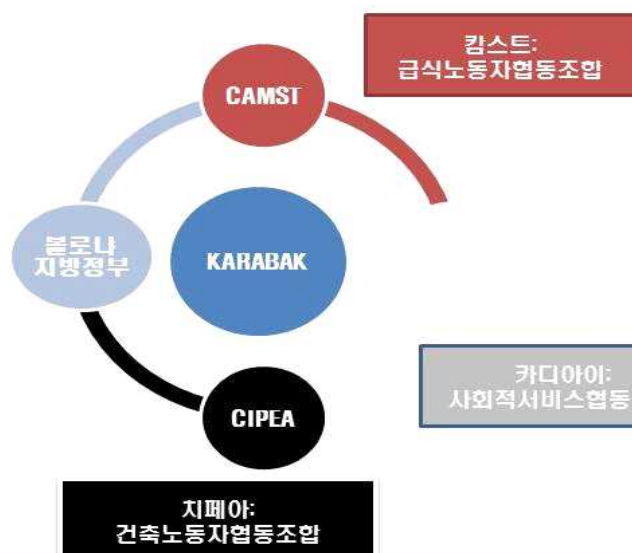 캄스트:
급식노동자협동조합
CAMST
볼로냐
지방정부
KARABAK
카디아이:
사회적서비스협동
CIPEA
치페아:
건축노동자협동조합